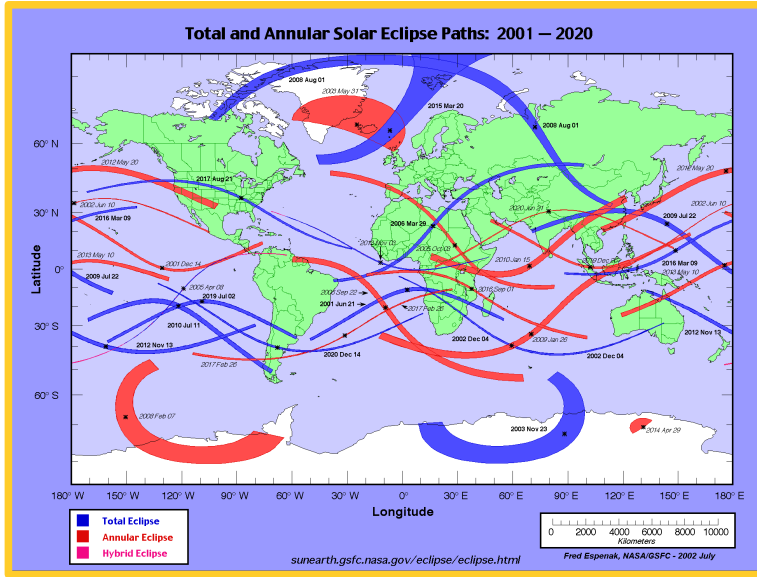 Total and Annular Solar Eclipse Paths: 2001 — 2020
2008 Aug 01
2003 May 31
2015 Mar 20
2008 Aug 01
60° N
2012 May 20
2012 May 20
2017 Aug 21
2002 Jun 10
2020 Jun 21
2002 Jun 10
30° N
2016 Mar 09
2006 Mar 29
2009 Jul 22
2005 Oct 03
2013 May 10
2001 Dec 14
2010 Jan 15
2016 Mar 09
0°
2009 Jul 22
2013 May 10
2005 Apr 08
2016 Sep 01
2019 Jul 02
2001 Jun 21
2017 Feb 26
2010 Jul 11
2012 Nov 13
30° S
2002 Dec 04
2009 Jan 26
2012 Nov 13
2020 Dec 14
2002 Dec 04
2017 Feb 26
60° S
2008 Feb 07
2003 Nov 23
2014 Apr 29
Latitude
180° W
150° W
120° W
90° W
60° W
30° W
0°
30° E
60° E
90° E
120° E
150° E
180° E
Longitude
Total Eclipse
Annular Eclipse
Hybrid Eclipse
0 2000 4000 6000 8000 10000
Kilometers
sunearth.gsfc.nasa.gov/eclipse/eclipse.html
Fred Espenak, NASA/GSFC - 2002 July